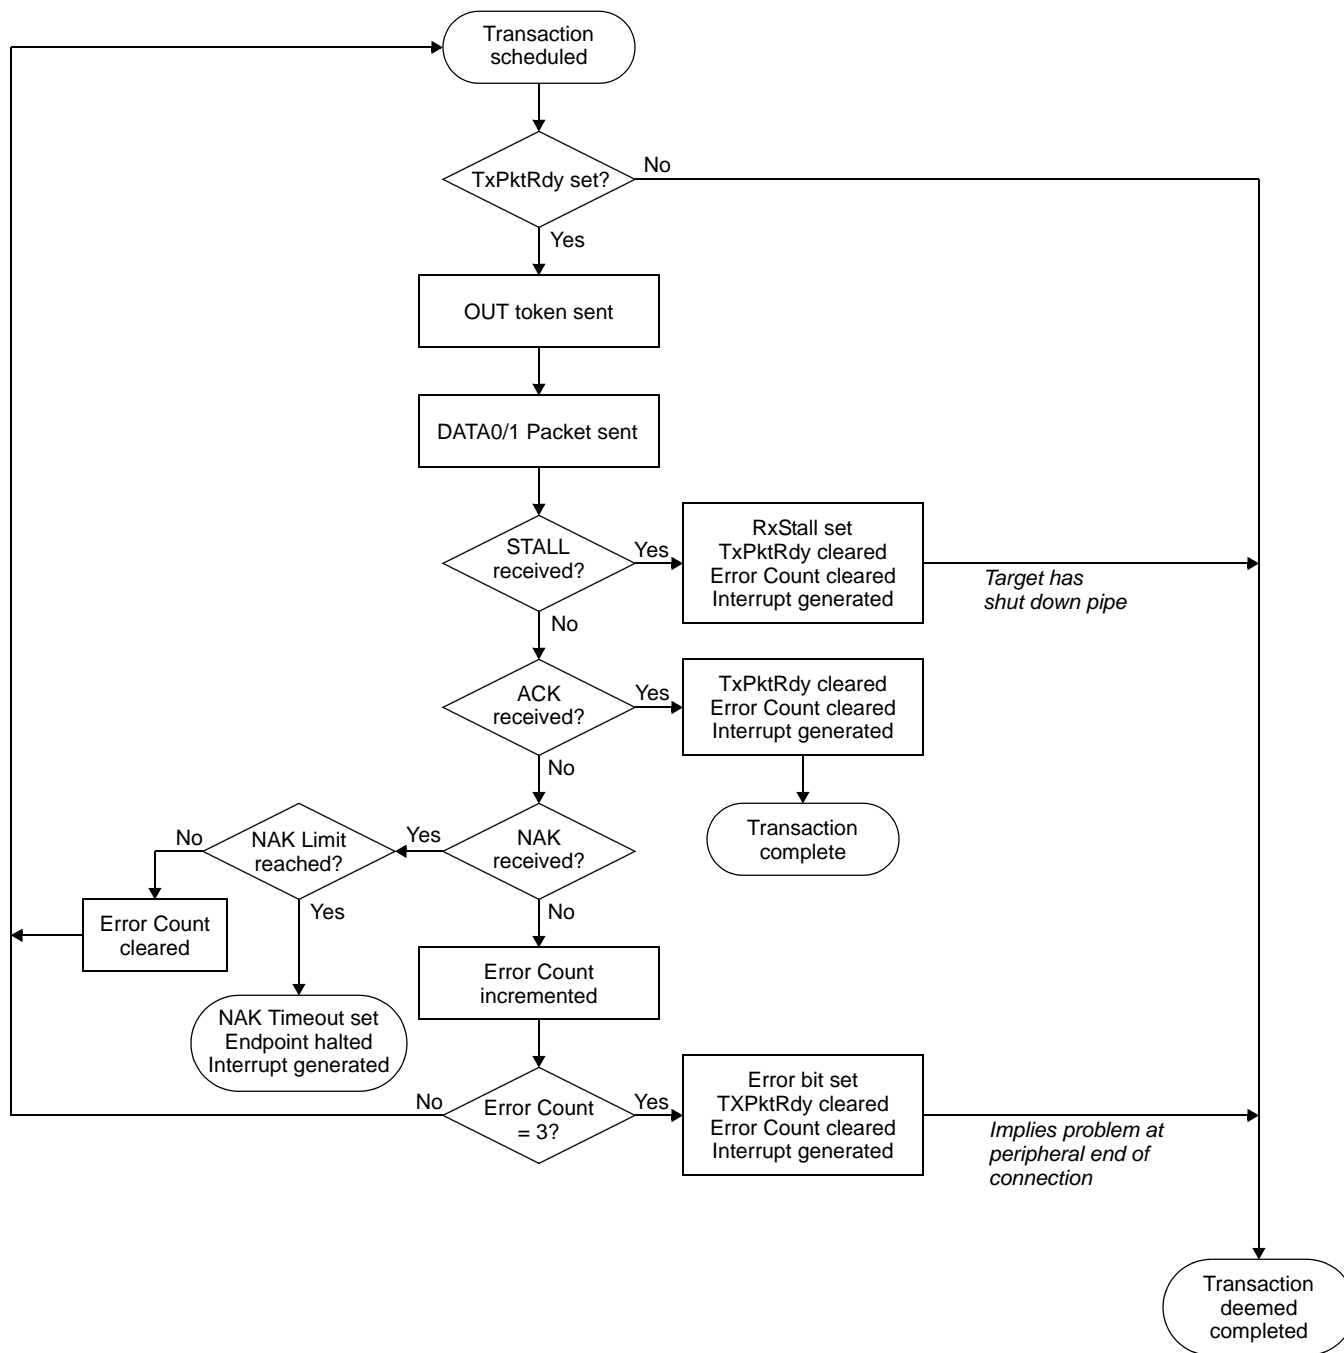 Transaction
scheduled
TxPktRdy set?
No
Yes
OUT token sent
DATA0/1 Packet sent
STALL
received?
Yes
RxStall set
TxPktRdy cleared
Error Count cleared
Interrupt generated
Target has
shut down pipe
No
ACK
received?
Yes
TxPktRdy cleared
Error Count cleared
Interrupt generated
No
Transaction
complete
NAK
received?
Yes
NAK Limit
reached?
No
Error Count
cleared
Yes
NAK Timeout set
Endpoint halted
Interrupt generated
No
Error Count
incremented
Error Count
= 3?
No
Yes
Error bit set
TXPktRdy cleared
Error Count cleared
Interrupt generated
Implies problem at
peripheral end of
connection
Transaction
deemed
completed